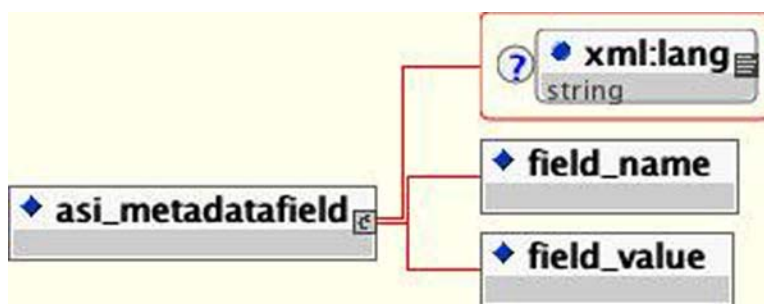 ? xml:lang
string
field_name
asi_metadatafield
field_value